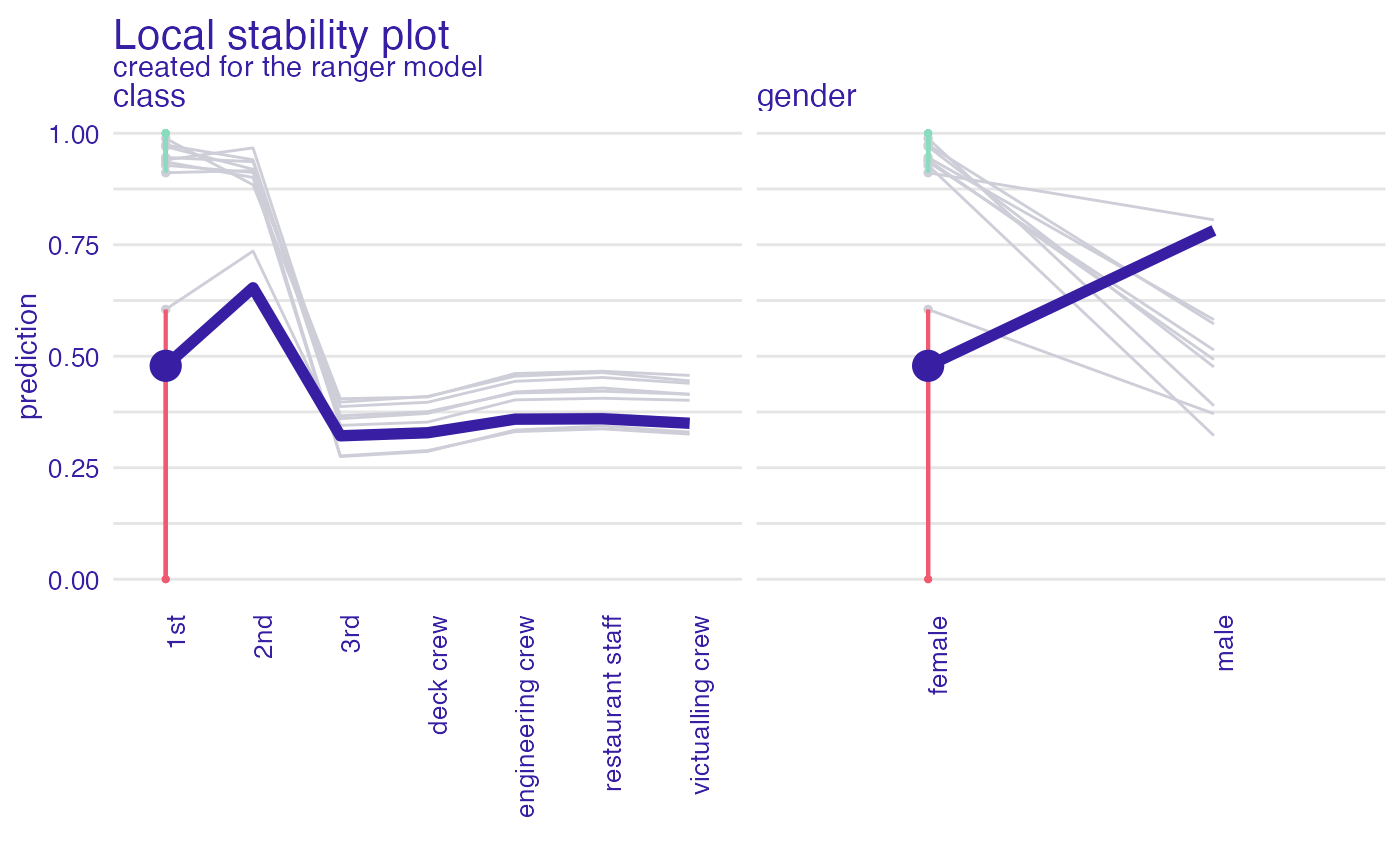 Local stability plot
created for the ranger model
class
gender
prediction
1.00
0.75
0.50
0.25
0.00
1st
2nd
3rd
deck crew
engineering crew
restaurant staff
victualling crew
female
male